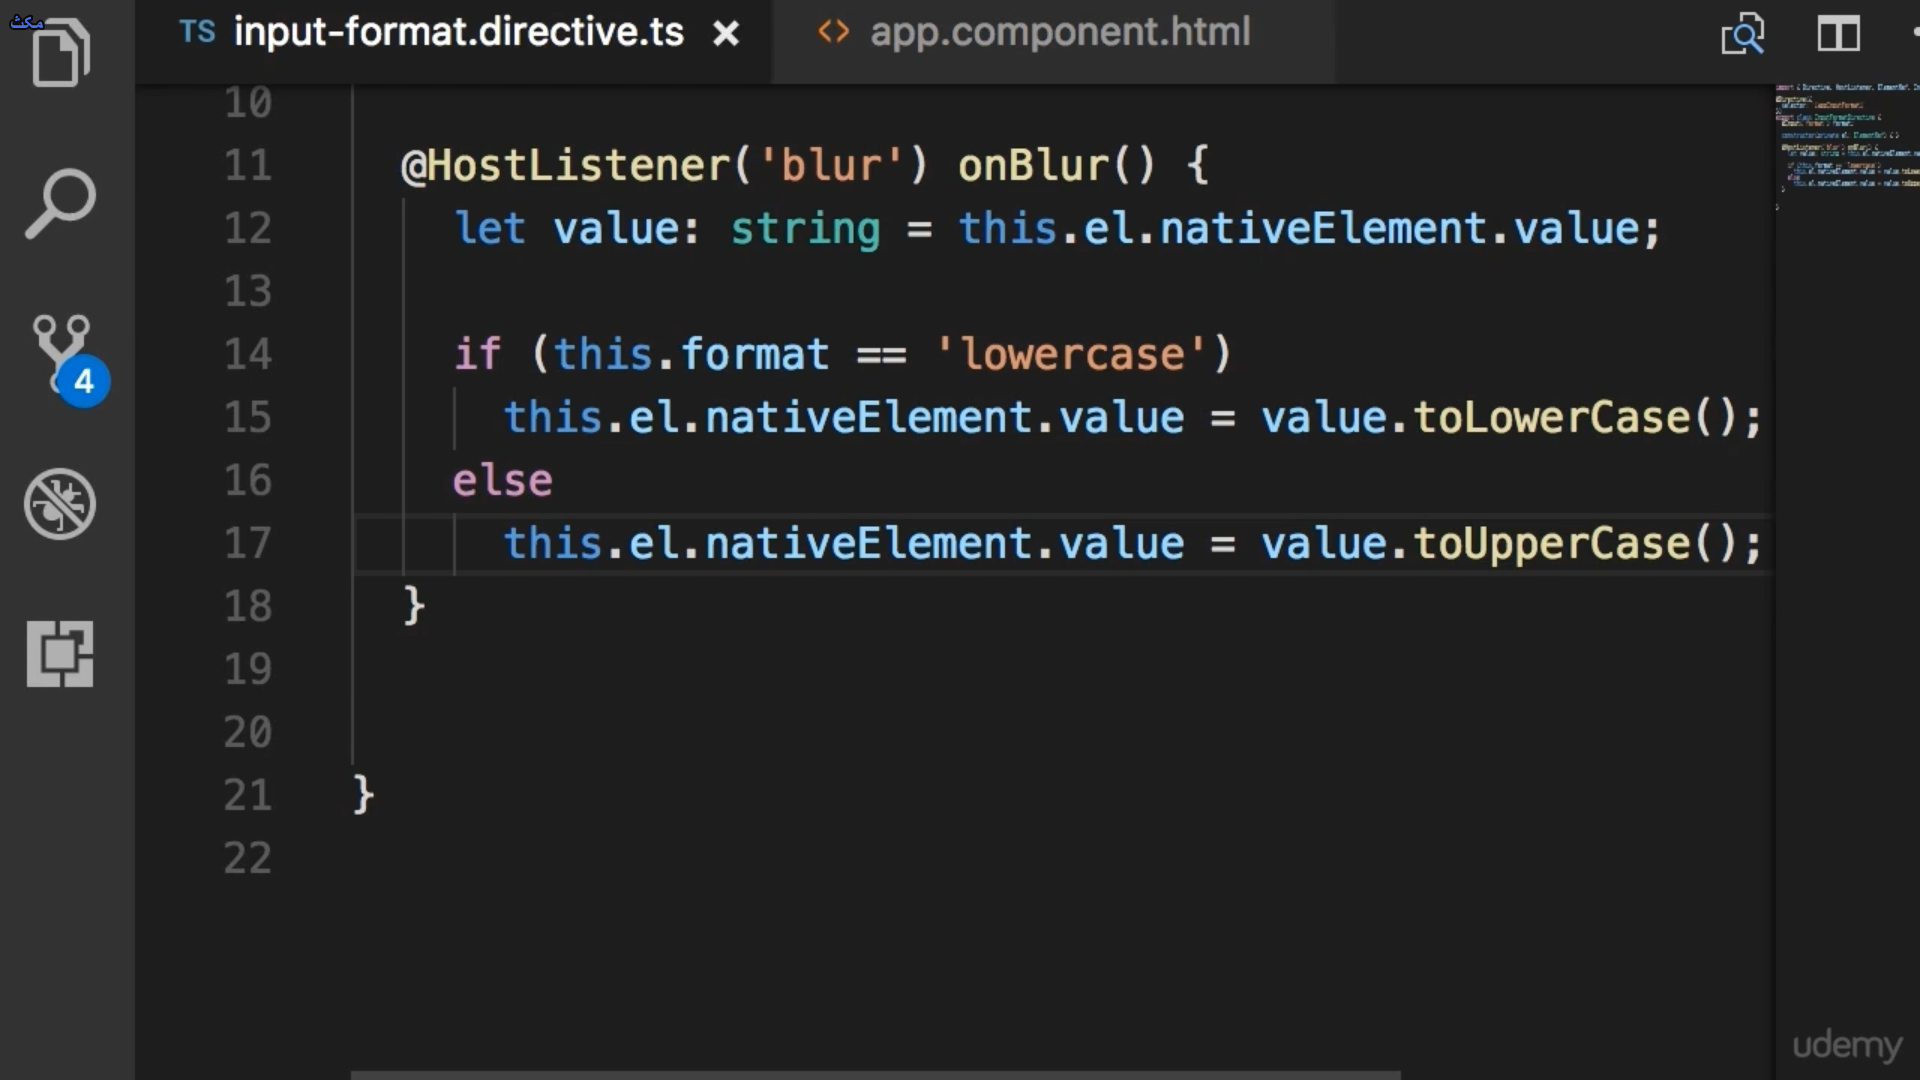 مكث
TS input-format.directive.ts × <> app.component.html
10
11 @HostListener('blur') onBlur() {
12 let value: string = this.el.nativeElement.value;
13
14 if (this.format == 'lowercase')
15 this.el.nativeElement.value = value.toLowerCase();
16 else
17 this.el.nativeElement.value = value.toUpperCase();
18 }
19
20
21 }
22
4
udemy